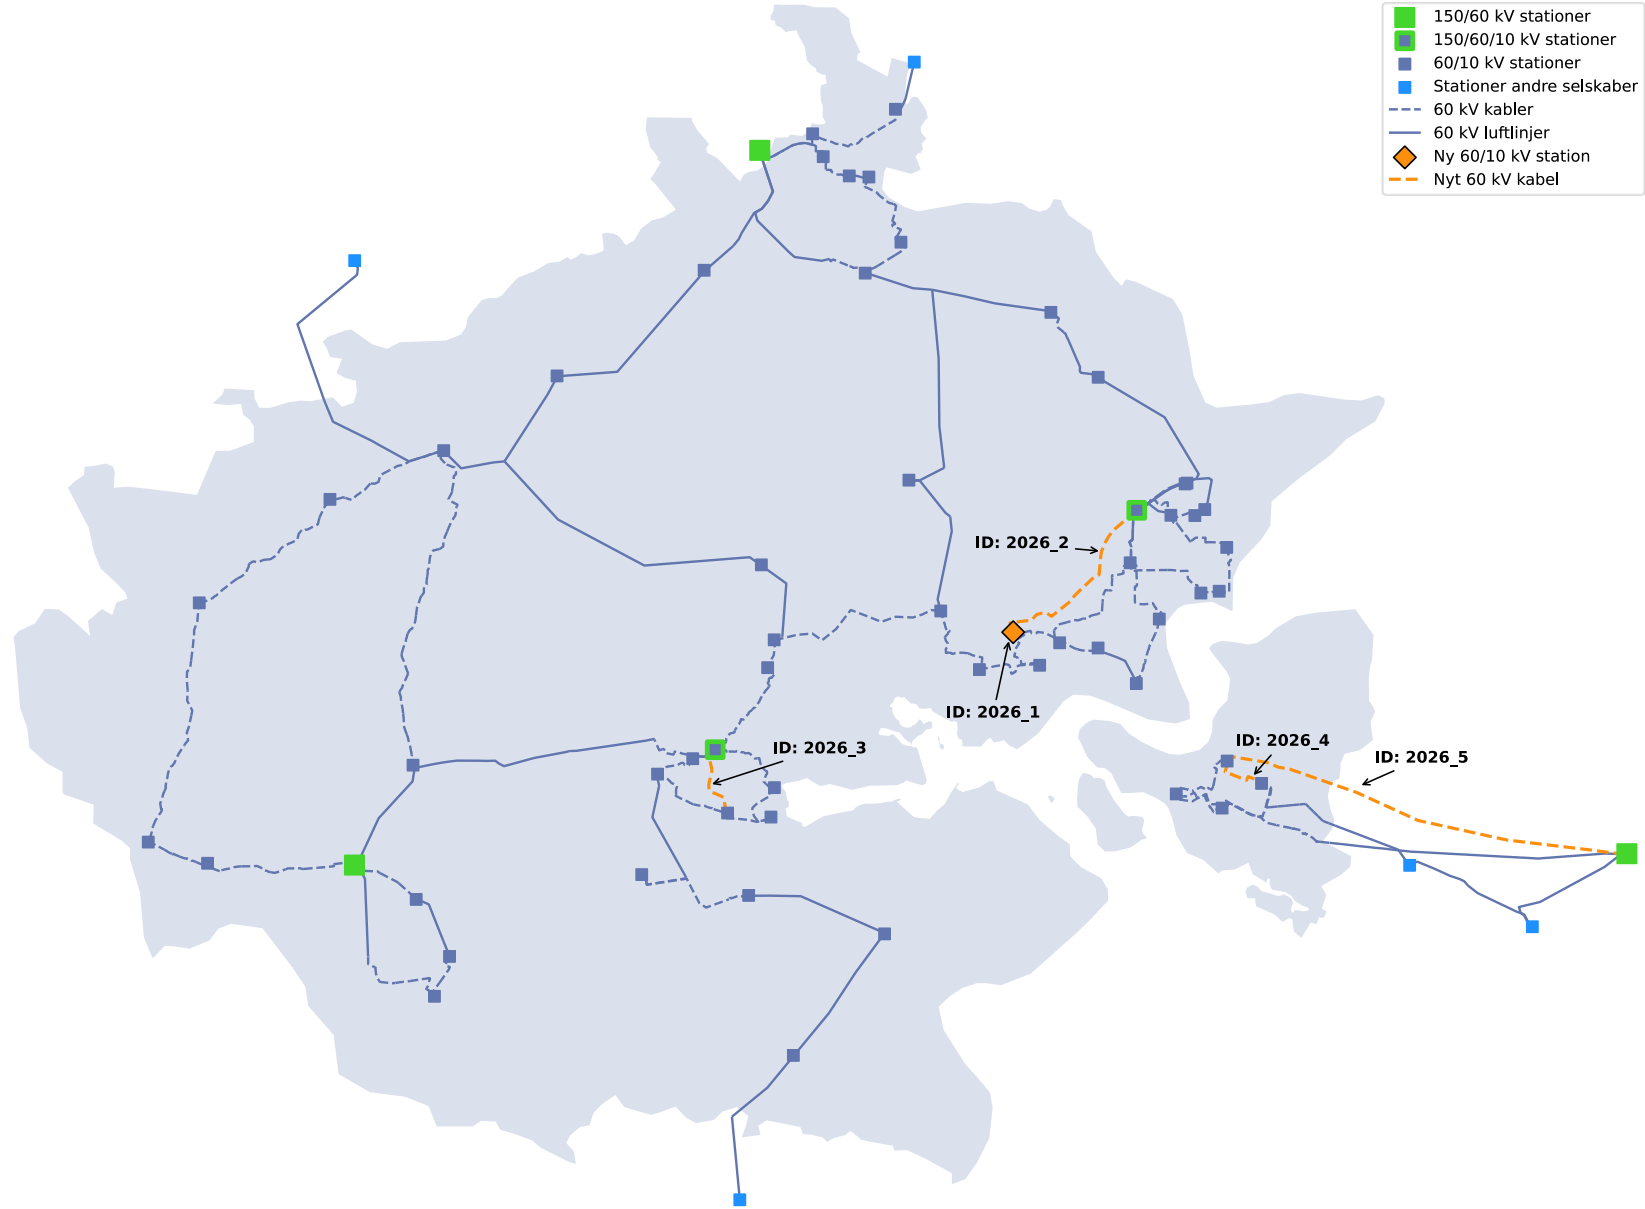 150/60 kV stationer
150/60/10 kV stationer
60/10 kV stationer
Stationer andre selskaber
60 kV kabler
60 kV luftlinjer
Ny 60/10 kV station
Nyt 60 kV kabel
ID: 2026_2
ID: 2026_1
ID: 2026_3
ID: 2026_4
ID: 2026_5